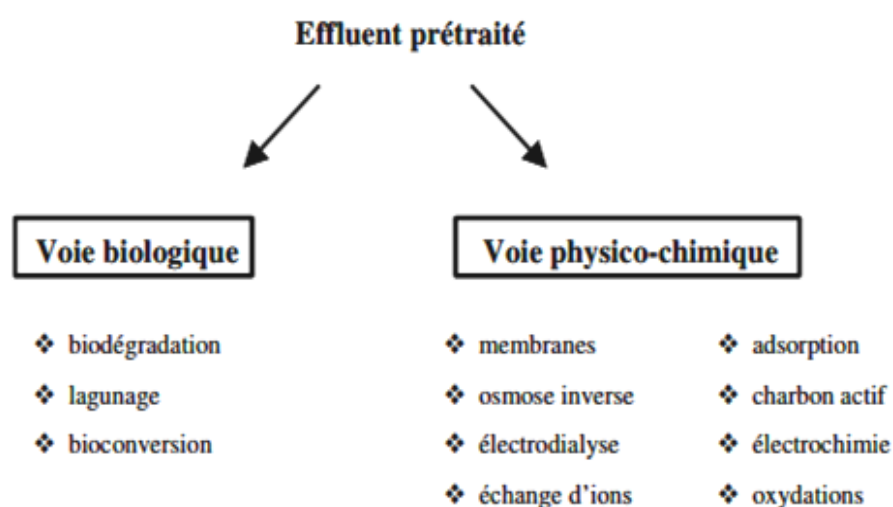 Effluent prétraité
Voie biologique
❖ biodégradation
❖ lagunage
❖ bioconversion
Voie physico-chimique
❖ membranes
❖ osmose inverse
❖ électrodialyse
❖ échange d'ions
❖ adsorption
❖ charbon actif
❖ électrochimie
❖ oxydations